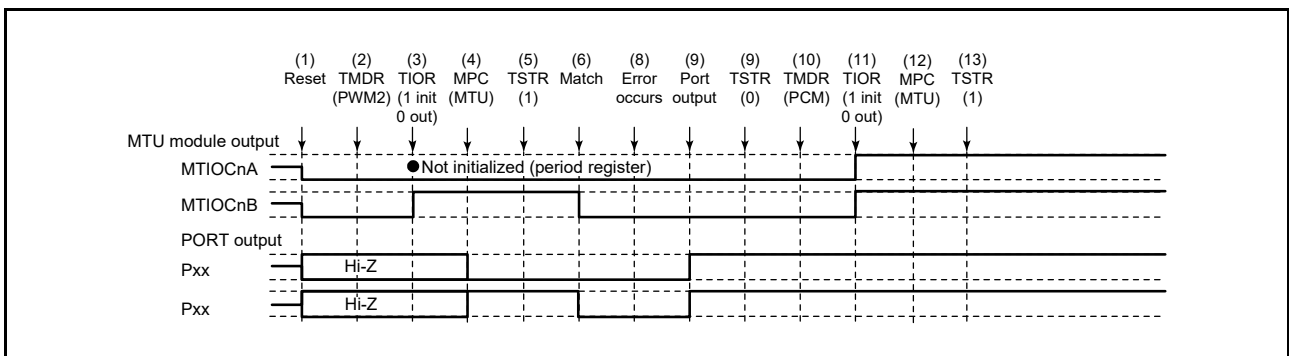 (1) (2) (3) (4) (5) (6) (8) (9) (9) (10) (11) (12) (13)
Reset TMDR TIOR MPC TSTR Match Error Port TSTR TMDR TIOR MPC TSTR
(PWM2) (1 init (MTU) (1) occurs output (0) (PCM) (1 init (MTU) (1)
0 out) 0 out)
MTU module output
MTIOCnA ●Not initialized (period register)
MTIOCnB
PORT output
Pxx Hi-Z
Pxx Hi-Z